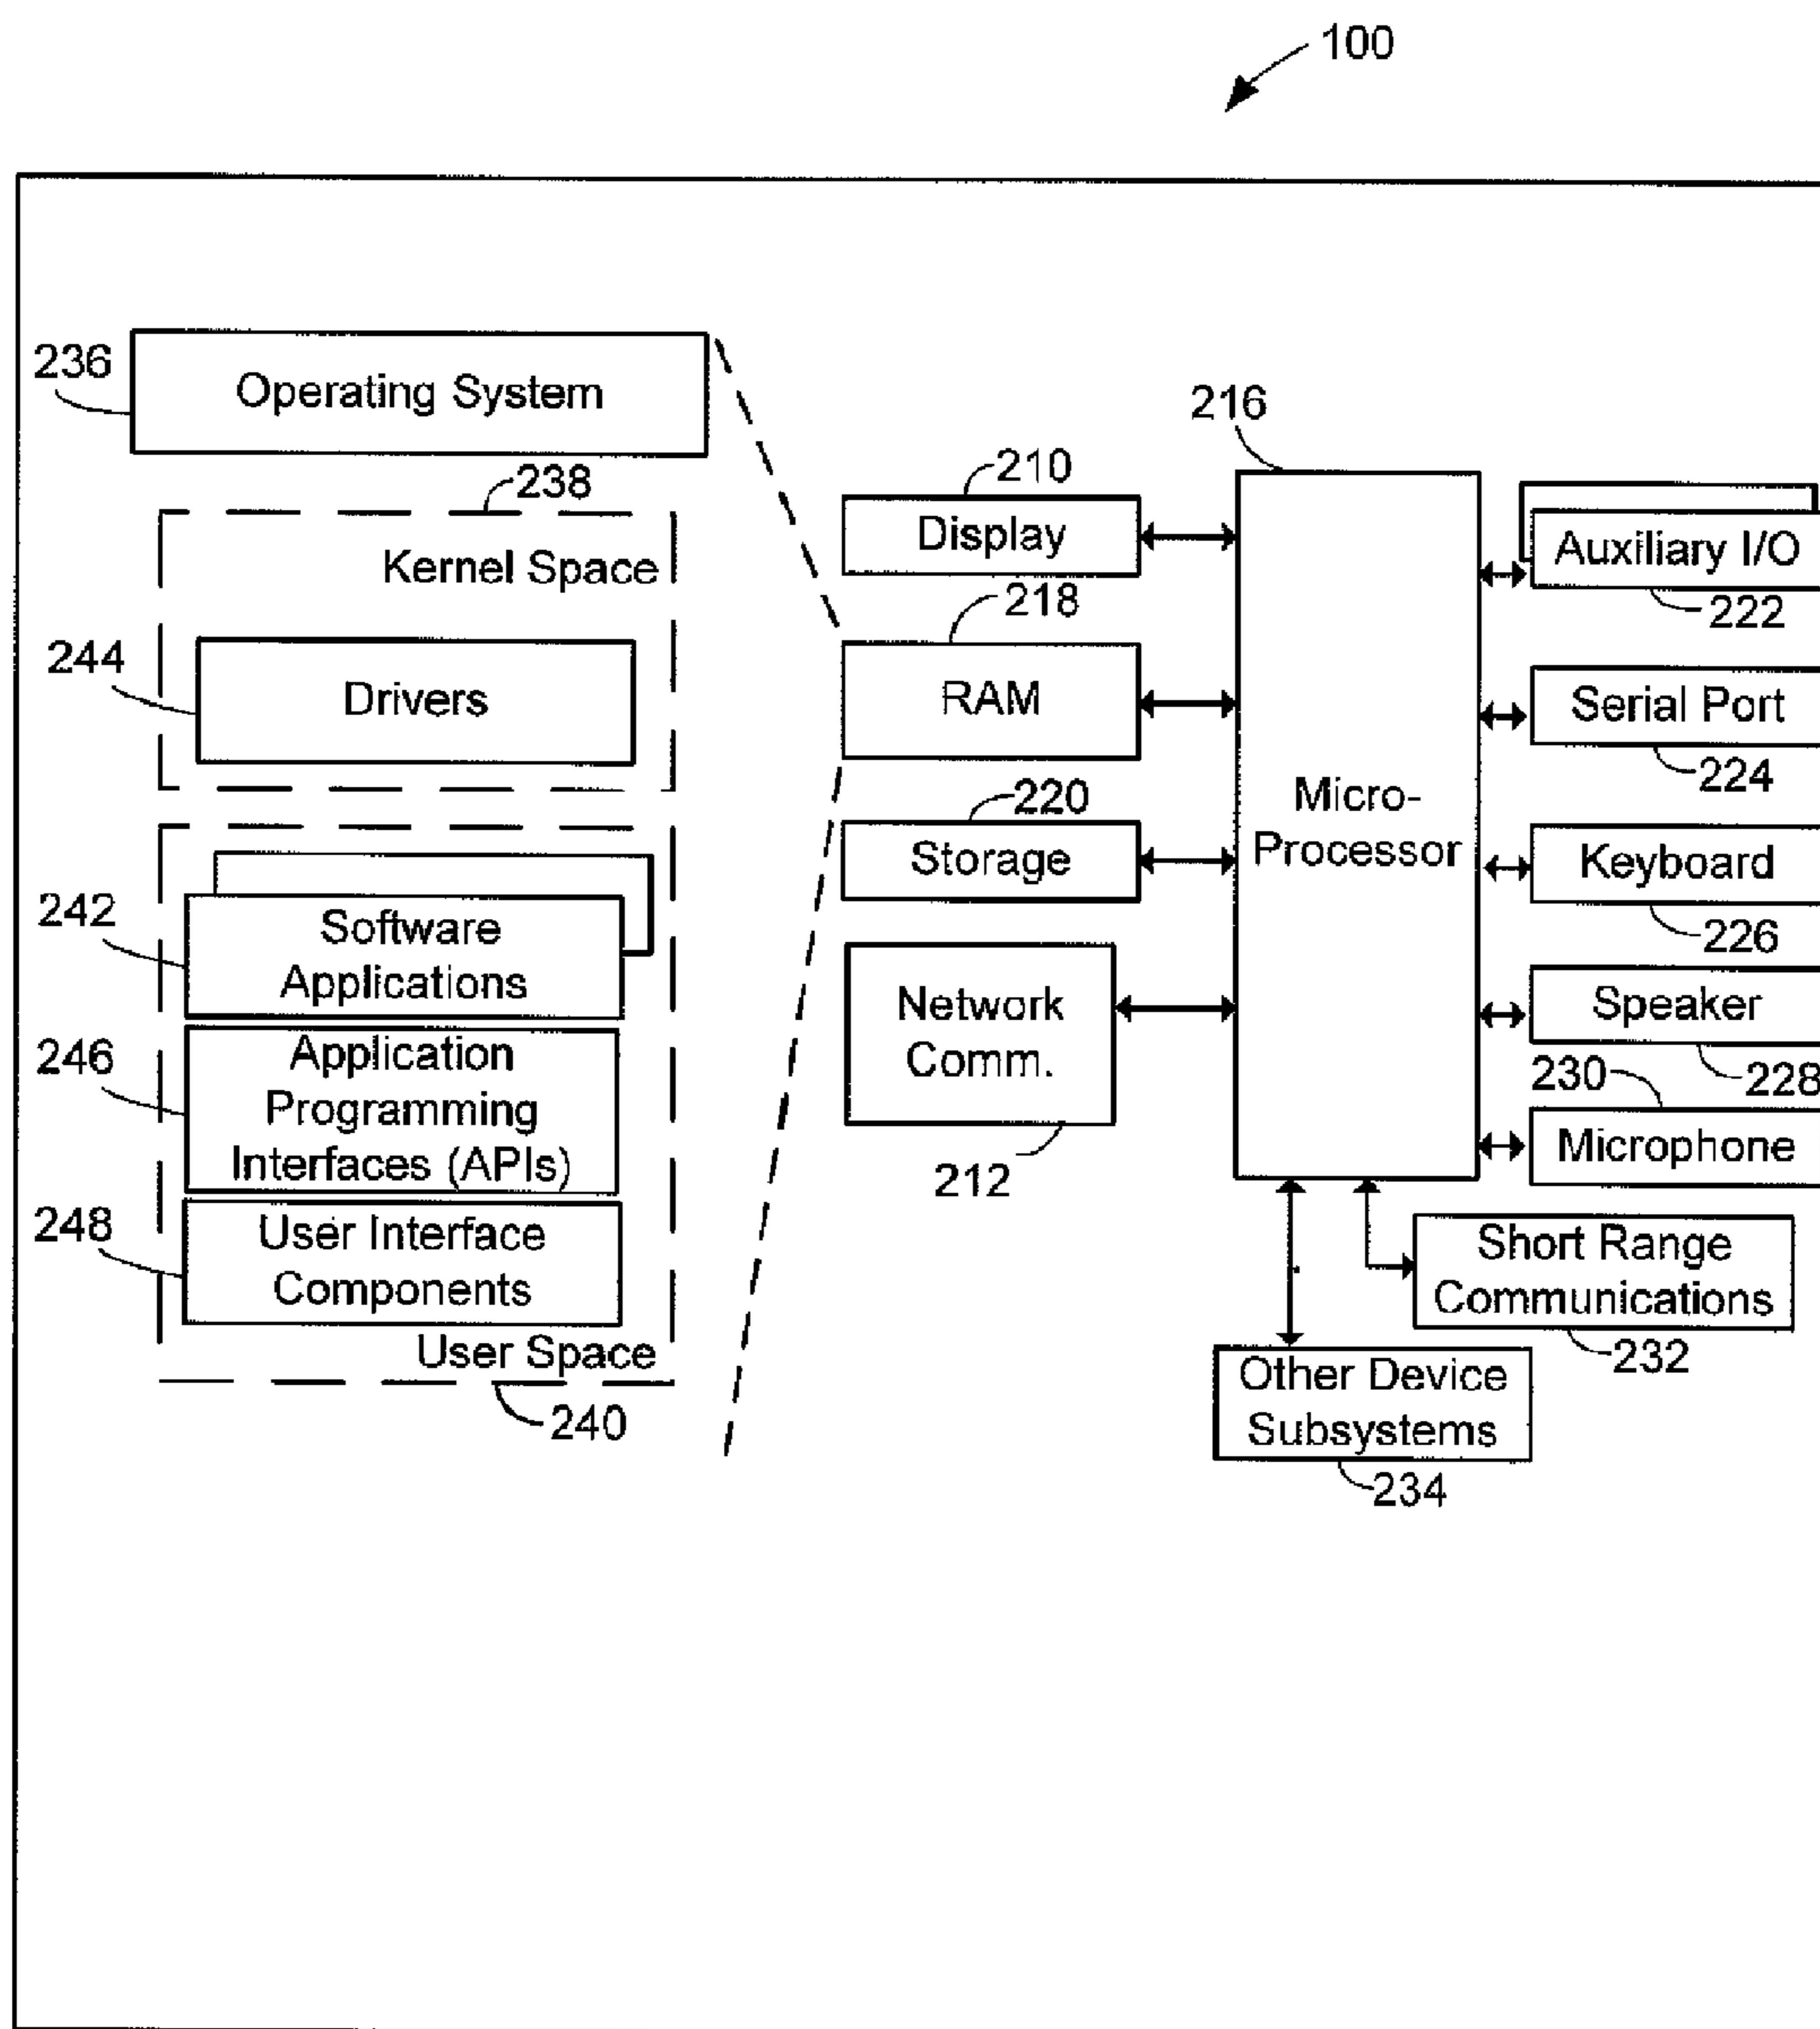 100
236
Operating System
238
Kernel Space
244
Drivers
242
Software
Applications
246
Application
Programming
Interfaces (APIs)
248
User Interface
Components
User Space
240
210
Display
218
RAM
220
Storage
Network
Comm.
212
216
Micro-
Processor
Auxiliary I/O
222
Serial Port
224
Keyboard
226
Speaker
228
230
Microphone
Short Range
Communications
232
Other Device
Subsystems
234